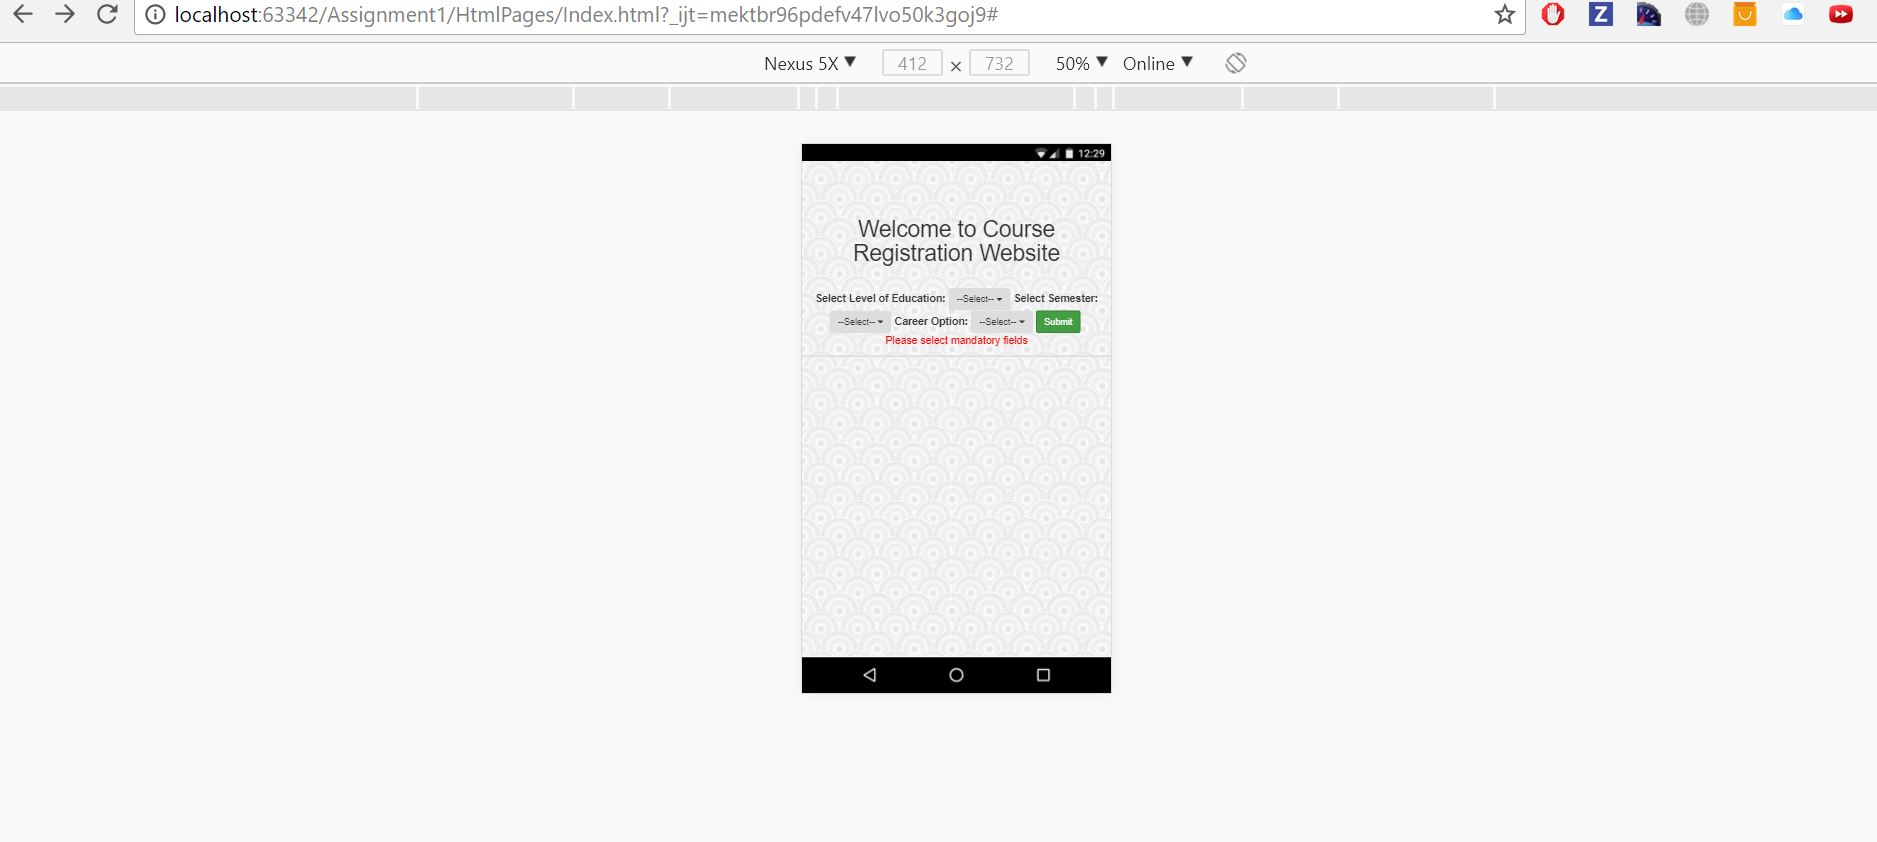 localhost:63342/Assignment1/HtmlPages/Index.html?_ijt=mektbr96pdefv47lvo50k3goj9#
Z
Nexus 5X 412 × 732 50% Online
12:29
Welcome to Course
Registration Website
Select Level of Education: --Select-- Select Semester:
--Select-- Career Option: --Select-- Submit
Please select mandatory fields